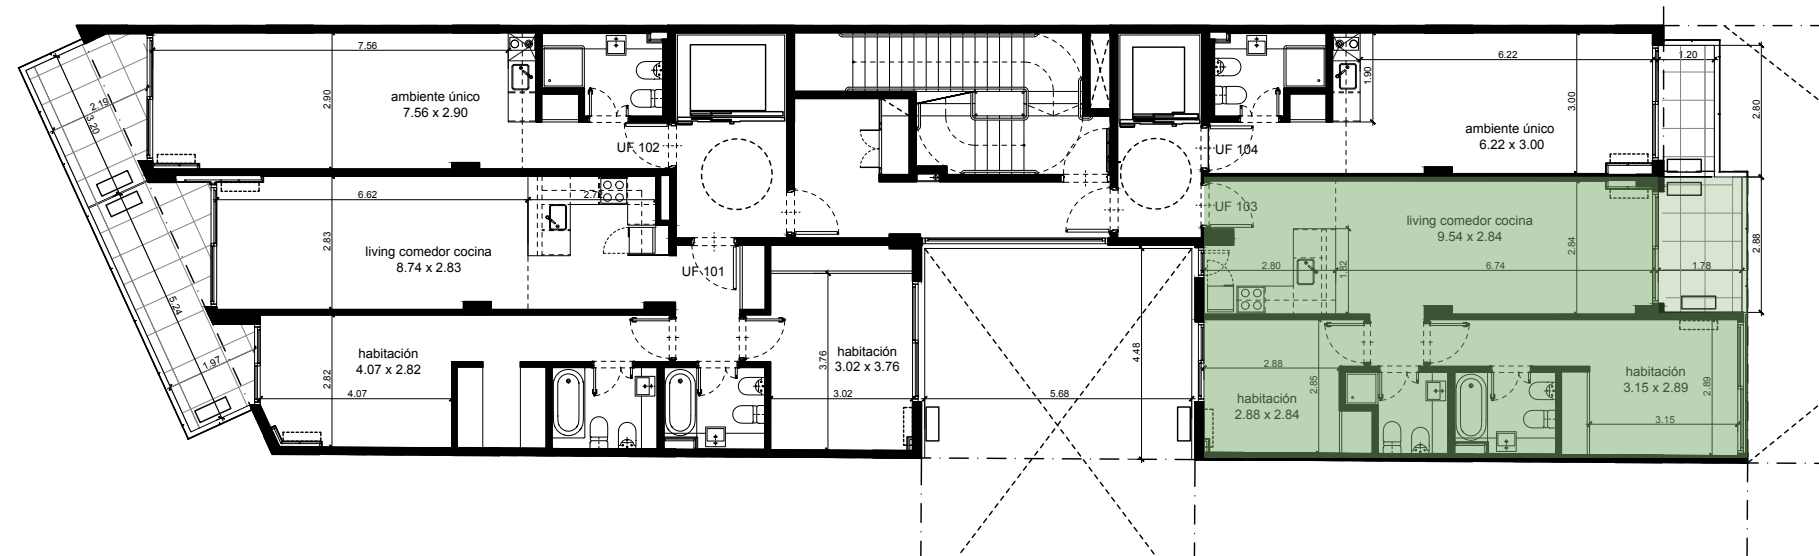 7.56
2.90
ambiente único
7.56 x 2.90
UF 102
2.19
3.20
6.62
2.72
2.83
living comedor cocina
8.74 x 2.83
UF 101
5.24
1.97
habitación
4.07 x 2.82
2.82
4.07
3.76
habitación
3.02 x 3.76
3.02
4.48
5.68
6.22
1.90
3.00
1.20
2.80
ambiente único
6.22 x 3.00
UF 104
UF 103
living comedor cocina
9.54 x 2.84
2.84
2.80
1.82
6.74
1.78
2.88
2.88
2.85
habitación
2.88 x 2.84
habitación
3.15 x 2.89
2.89
3.15